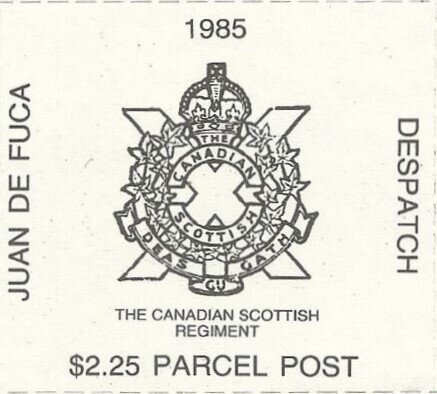 1985
JUAN DE FUCA
DESPATCH
THE
CANADIAN
SCOTTISH
DEAS GU CATH
THE CANADIAN SCOTTISH
REGIMENT
$2.25 PARCEL POST